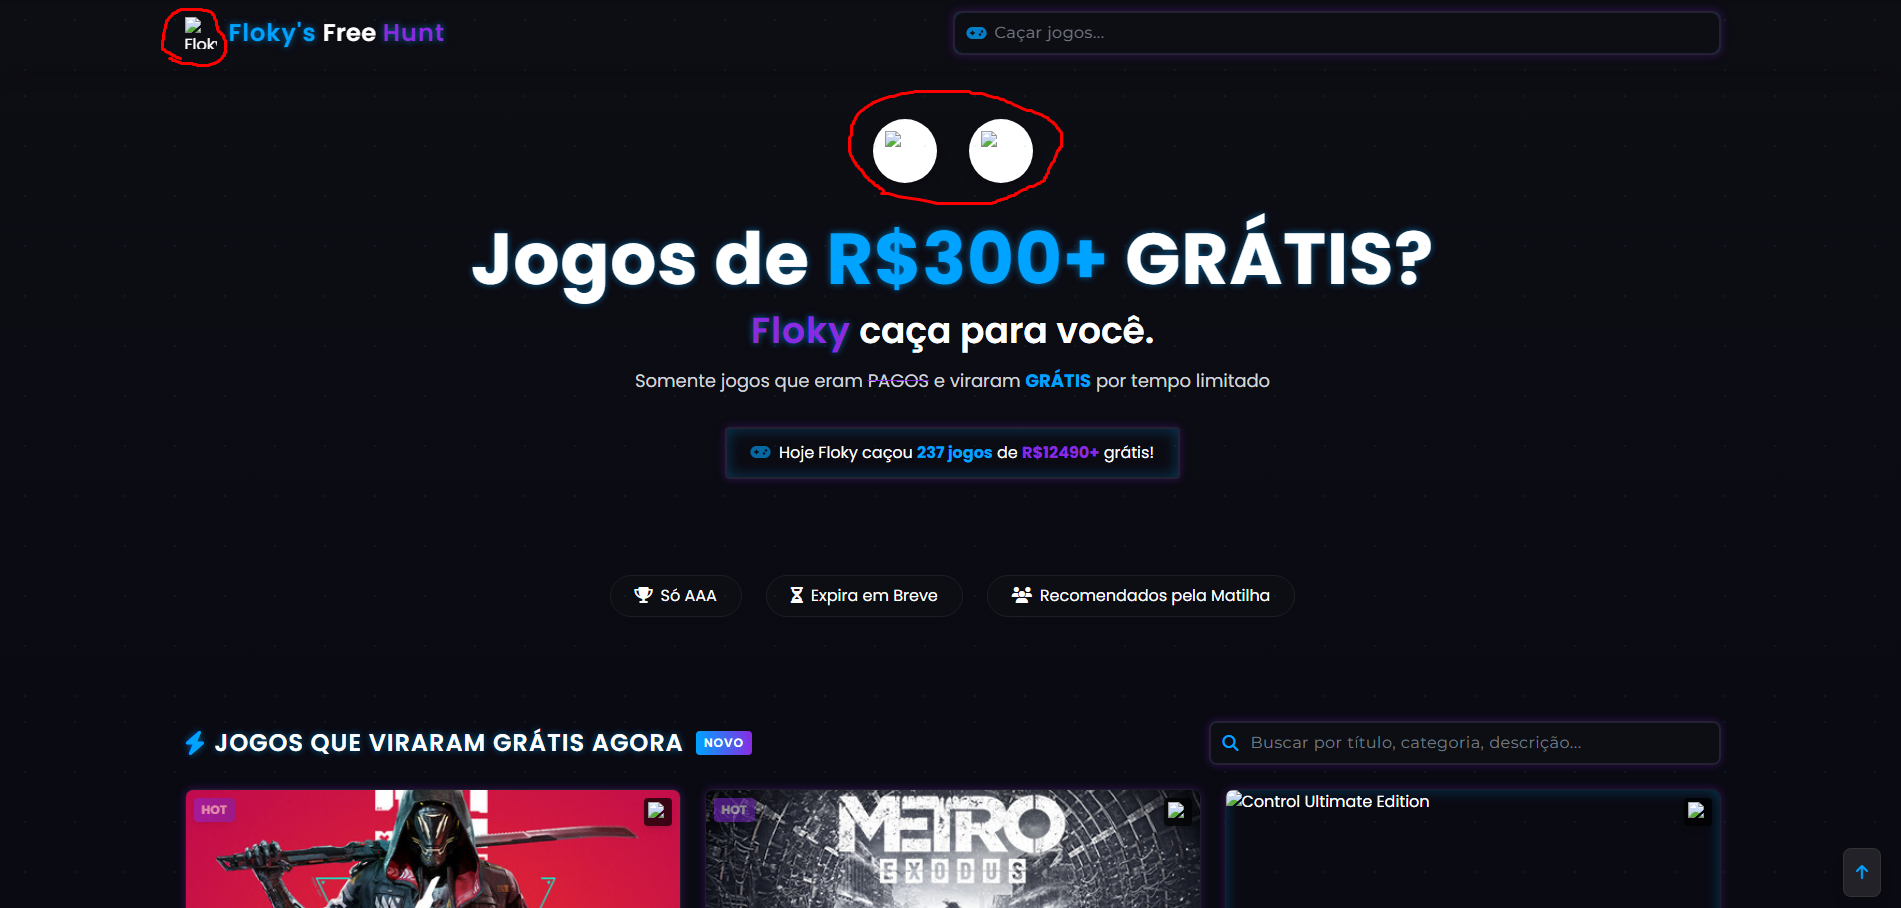 Floky
Floky's Free Hunt
Caçar jogos...
Jogos de R$300+ GRÁTIS?
Floky caça para você.
Somente jogos que eram PAGOS e viraram GRÁTIS por tempo limitado
Hoje Floky caçou 237 jogos de R$12490+ grátis!
Só AAA
Expira em Breve
Recomendados pela Matilha
JOGOS QUE VIRARAM GRÁTIS AGORA NOVO
Buscar por título, categoria, descrição...
HOT
HOT
METRO
EXODUS
Control Ultimate Edition